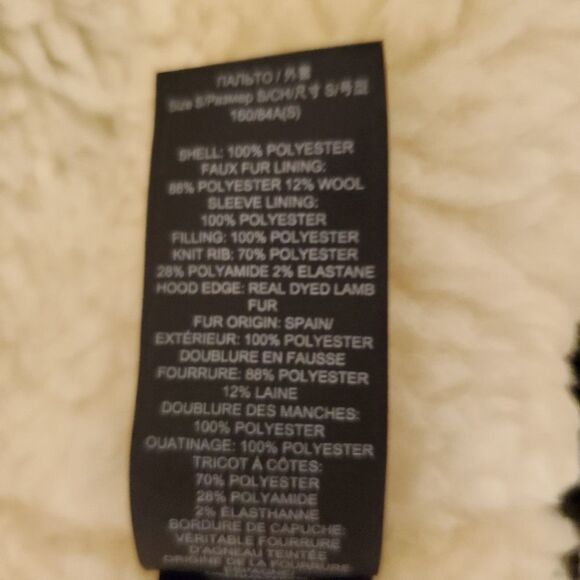 ПАЛЬТО / 外套
Size S/Размер S/CH/尺寸 S/号型
160/84A(S)
SHELL: 100% POLYESTER
FAUX FUR LINING:
88% POLYESTER 12% WOOL
SLEEVE LINING:
100% POLYESTER
FILLING: 100% POLYESTER
KNIT RIB: 70% POLYESTER
28% POLYAMIDE 2% ELASTANE
HOOD EDGE: REAL DYED LAMB
FUR
FUR ORIGIN: SPAIN/
EXTÉRIEUR: 100% POLYESTER
DOUBLURE EN FAUSSE
FOURRURE: 88% POLYESTER
12% LAINE
DOUBLURE DES MANCHES:
100% POLYESTER
OUATINAGE: 100% POLYESTER
TRICOT À CÔTES:
70% POLYESTER
28% POLYAMIDE
2% ÉLASTHANNE
BORDURE DE CAPUCHE:
VÉRITABLE FOURRURE
D'AGNEAU TEINTÉE
ORIGINE DE LA FOURRURE